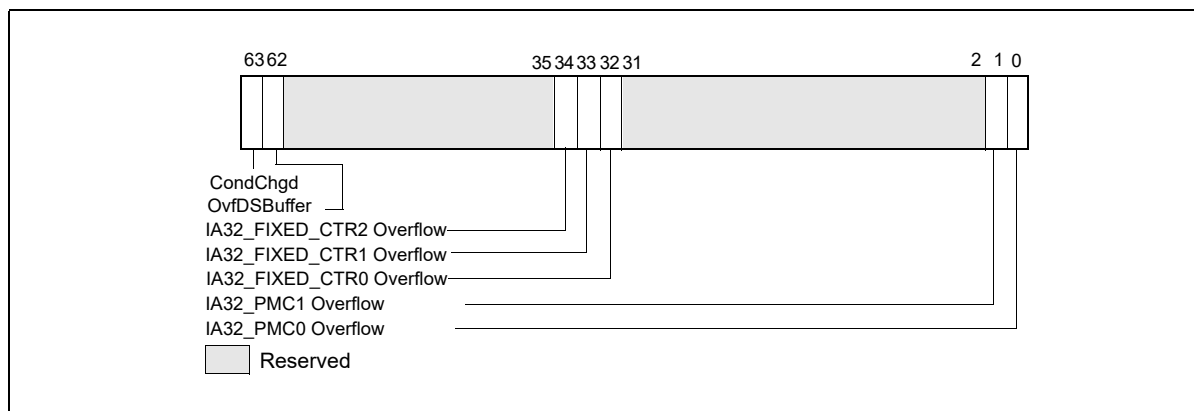 63 62 35 34 33 32 31 2 1 0
CondChgd
OvfDSBuffer
IA32_FIXED_CTR2 Overflow
IA32_FIXED_CTR1 Overflow
IA32_FIXED_CTR0 Overflow
IA32_PMC1 Overflow
IA32_PMC0 Overflow
Reserved